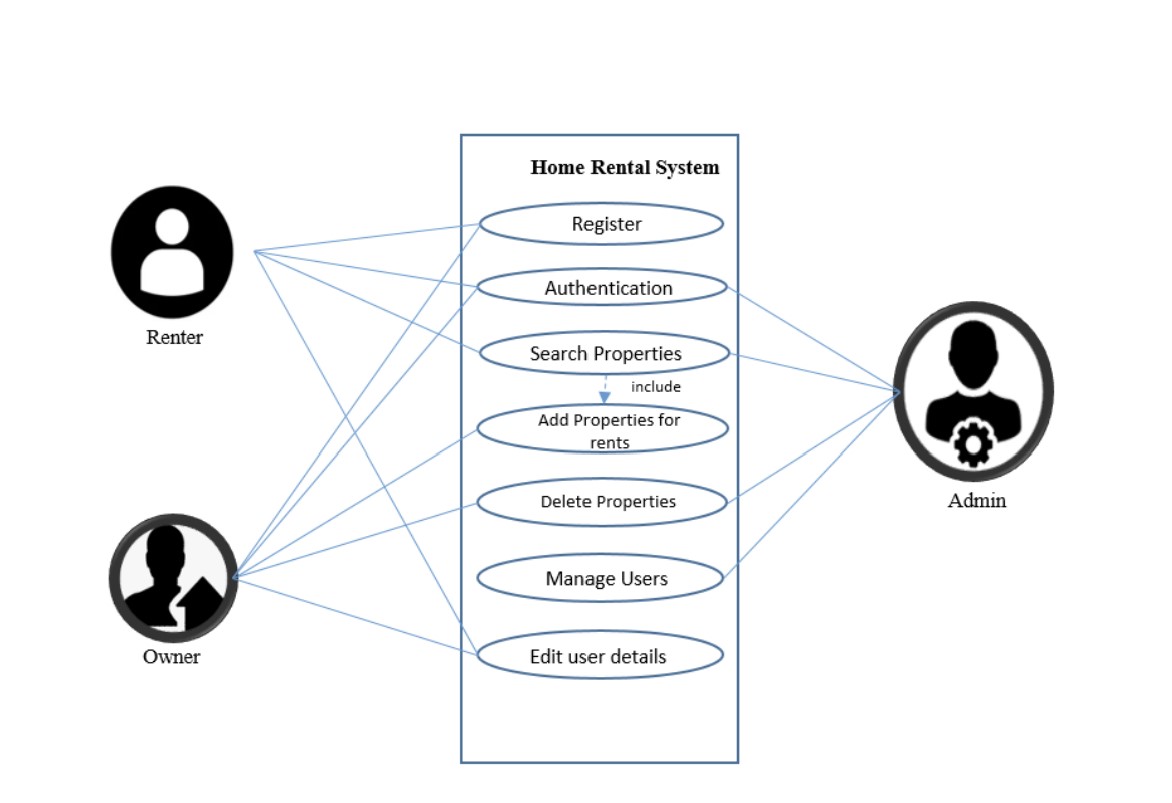 Home Rental System
Register
Authentication
Search Properties
include
Add Properties for
rents
Delete Properties
Manage Users
Edit user details
Renter
Owner
Admin